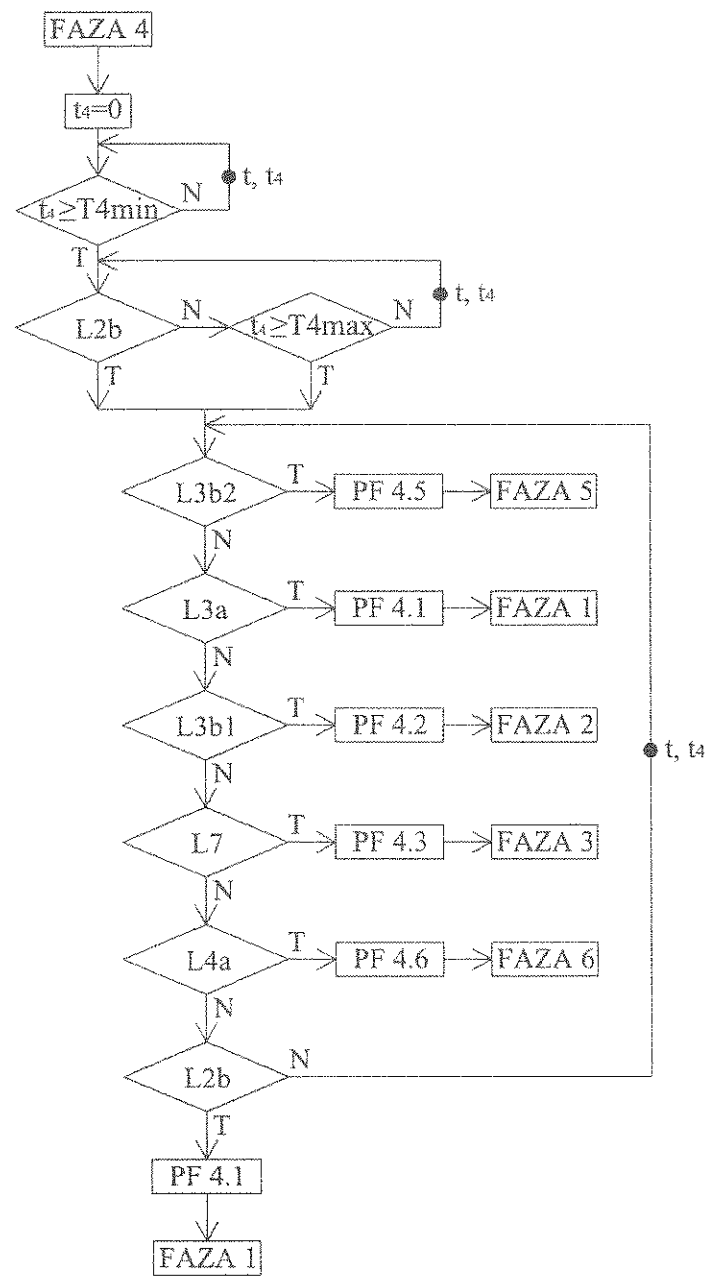 FAZA 4
t4=0
N
t, t4
t4≥T4min
T
N
N
t, t4
L2b
t4≥T4max
T
T
L3b2
T
PF 4.5
FAZA 5
N
L3a
T
PF 4.1
FAZA 1
N
L3b1
T
PF 4.2
FAZA 2
t, t4
N
L7
T
PF 4.3
FAZA 3
N
L4a
T
PF 4.6
FAZA 6
N
L2b
N
T
PF 4.1
FAZA 1